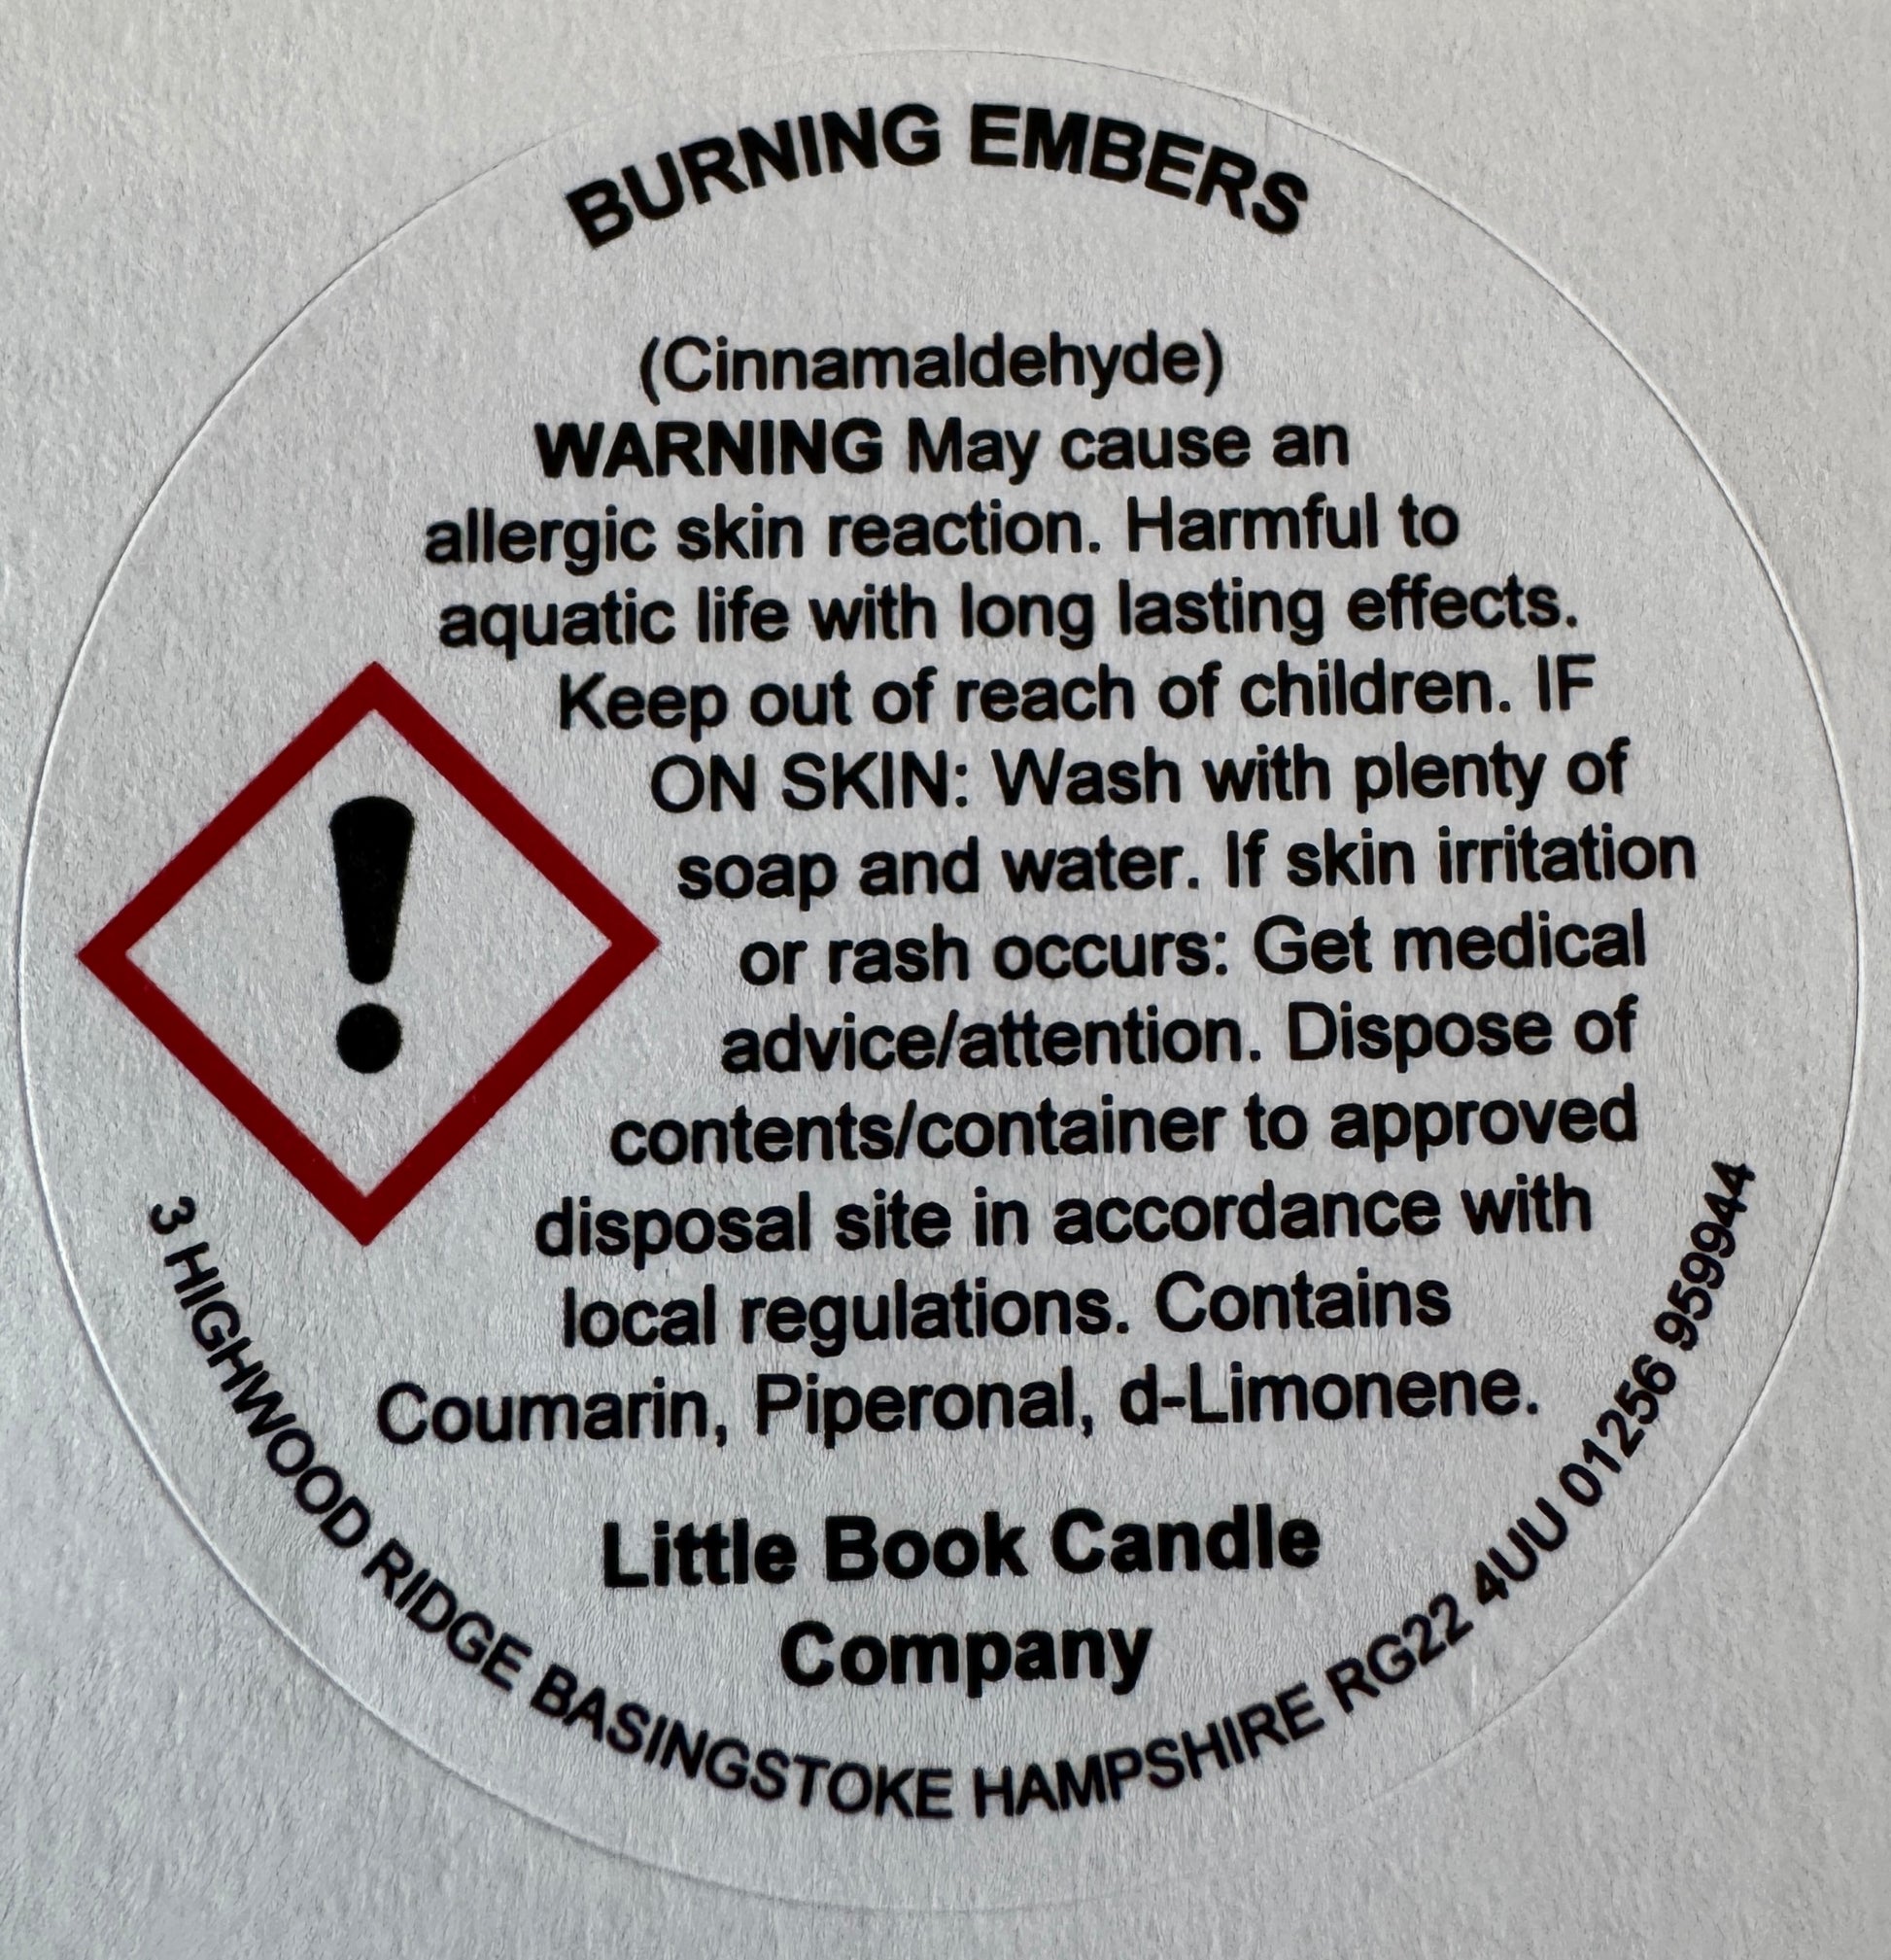 BURNING EMBERS
(Cinnamaldehyde)
WARNING May cause an
allergic skin reaction. Harmful to
aquatic life with long lasting effects.
Keep out of reach of children. IF
ON SKIN: Wash with plenty of
soap and water. If skin irritation
or rash occurs: Get medical
advice/attention. Dispose of
contents/container to approved
disposal site in accordance with
local regulations. Contains
Coumarin, Piperonal, d-Limonene.
Little Book Candle
Company
3 HIGHWOOD RIDGE BASINGSTOKE HAMPSHIRE RG22 4UU 01256 959944